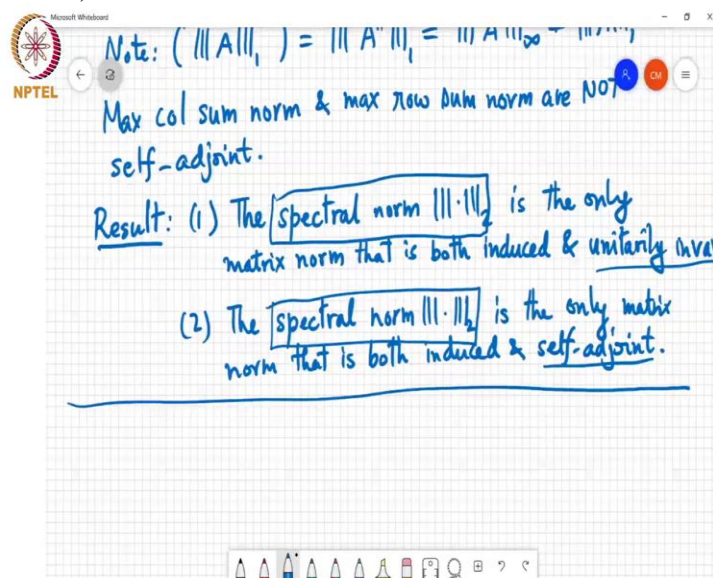 Microsoft Whiteboard
Note: (|||A|||₁ ) = |||A |||₁ = |||A|||∞
CM
NPTEL
Max col sum norm & max row sum norm are NOT
self-adjoint.
Result: (1) The spectral norm |||·|||₂ is the only
matrix norm that is both induced & unitarily inva
(2) The spectral norm |||·|||₂ is the only matrix
norm that is both induced & self-adjoint.